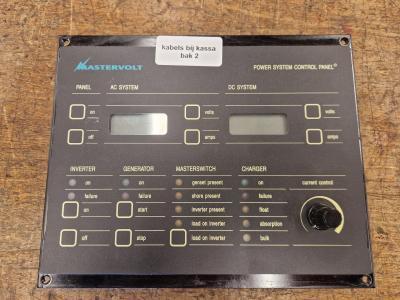 kabels bij kassa
bak 2
MASTERVOLT
POWER SYSTEM CONTROL PANEL®
PANEL
AC SYSTEM
DC SYSTEM
on
volts
volts
off
amps
amps
INVERTER
GENERATOR
MASTERSWITCH
CHARGER
on
on
genset present
on
current control
failure
failure
shore present
failure
on
start
inverter present
float
load on inverter
absorption
off
stop
load on inverter
bulk